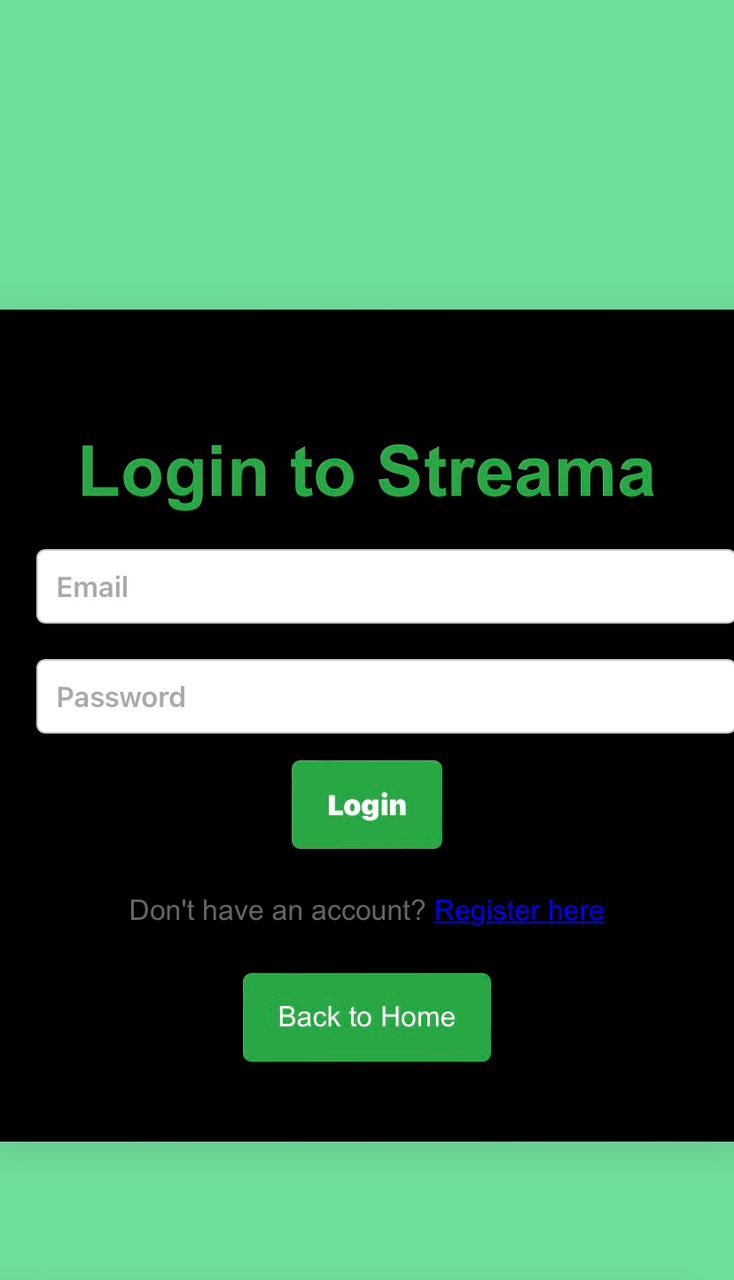 Login to Streama
Email
Password
Login
Don't have an account? Register here
Back to Home